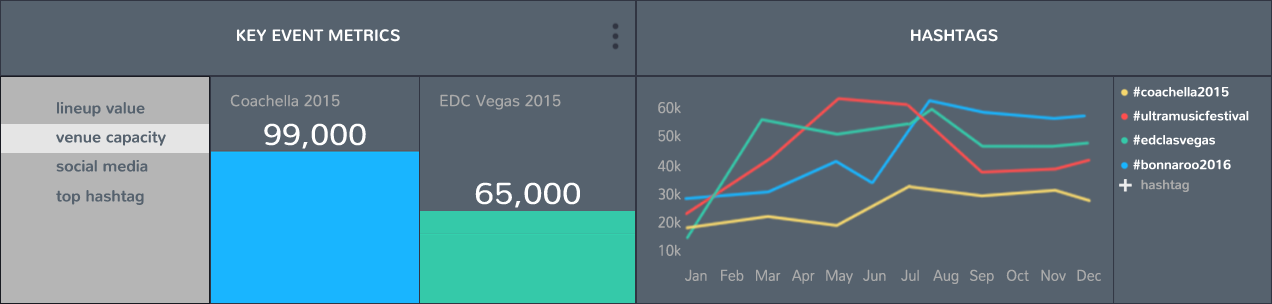 KEY EVENT METRICS
lineup value
venue capacity
social media
top hashtag
Coachella 2015
99,000
EDC Vegas 2015
65,000
HASHTAGS
60k
50k
40k
30k
20k
10k
Jan Feb Mar Apr May Jun Jul Aug Sep Oct Nov Dec
#coachella2015
#ultramusicfestival
#edclasvegas
#bonnaroo2016
+ hashtag